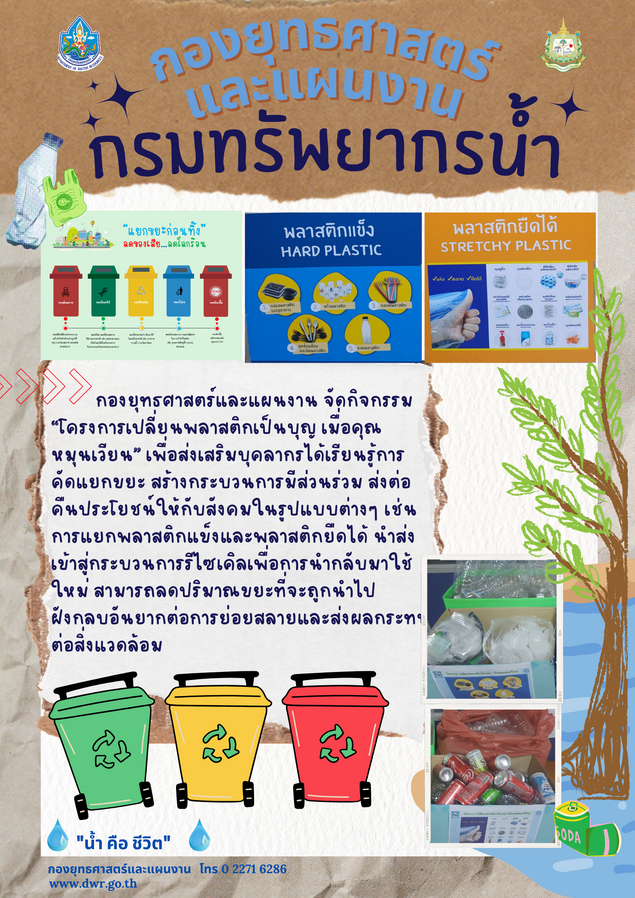 กองยุทธศาสตร์
และแผนงาน
กรมทรัพยากรน้ำ
"แยกขยะก่อนทิ้ง"
ลดของเสีย...ลดโลกร้อน
พลาสติกแข็ง
HARD PLASTIC
พลาสติกยืดได้
STRETCHY PLASTIC
กองยุทธศาสตร์และแผนงาน จัดกิจกรรม
“โครงการเปลี่ยนพลาสติกเป็นบุญ เมื่อคุณ
หมุนเวียน” เพื่อส่งเสริมบุคลากรได้เรียนรู้การ
คัดแยกขยะ สร้างกระบวนการมีส่วนร่วม ส่งต่อ
คืนประโยชน์ให้กับสังคมในรูปแบบต่างๆ เช่น
การแยกพลาสติกแข็งและพลาสติกยืดได้ นำส่ง
เข้าสู่กระบวนการรีไซเคิลเพื่อการนำกลับมาใช้
ใหม่ สามารถลดปริมาณขยะที่จะถูกนำไป
ฝังกลบอันยากต่อการย่อยสลายและส่งผลกระทบ
ต่อสิ่งแวดล้อม
SODA
"น้ำ คือ ชีวิต"
กองยุทธศาสตร์และแผนงาน โทร 0 2271 6286
www.dwr.go.th